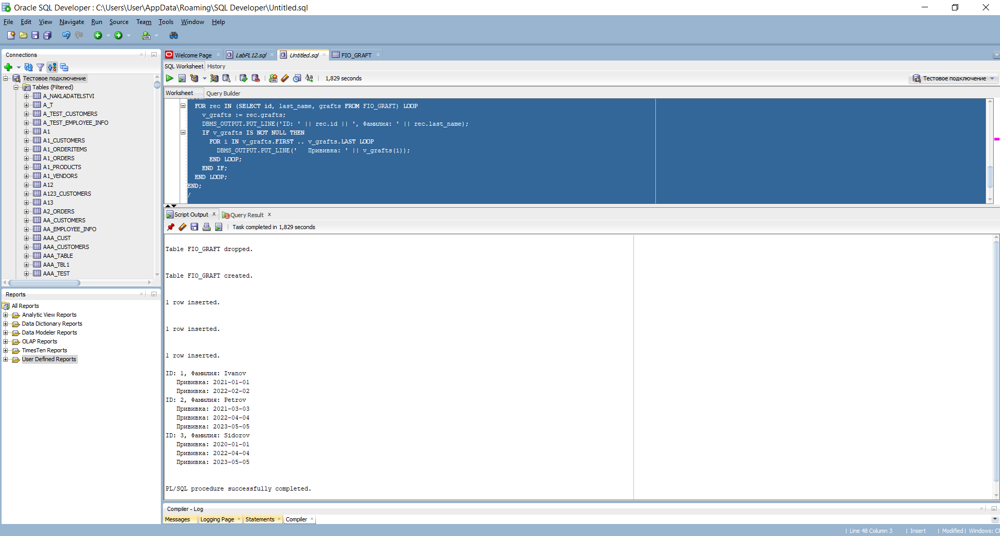 Oracle SQL Developer : C:\Users\User\AppData\Roaming\SQL Developer\Untitled.sql
File Edit View Navigate Run Source Team Tools Window Help
Connections
Тестовое подключение
Tables (Filtered)
A_NAKLADATELSTVI
A_T
A_TEST_CUSTOMERS
A_TEST_EMPLOYEE_INFO
A1
A1_CUSTOMERS
A1_ORDERITEMS
A1_ORDERS
A1_PRODUCTS
A1_VENDORS
A12
A123_CUSTOMERS
A13
A2_ORDERS
AA_CUSTOMERS
AA_EMPLOYEE_INFO
AAA_CUST
AAA_CUSTOMERS
AAA_TABLE
AAA_TBL1
AAA_TEST
Reports
All Reports
Analytic View Reports
Data Dictionary Reports
Data Modeler Reports
OLAP Reports
TimesTen Reports
User Defined Reports
Welcome Page LabPL12.sql Untitled.sql FIO_GRAFT
SQL Worksheet History
1,829 seconds
Тестовое подключение
Worksheet Query Builder
FOR rec IN (SELECT id, last_name, grafts FROM FIO_GRAFT) LOOP
v_grafts := rec.grafts;
DBMS_OUTPUT.PUT_LINE('ID: ' || rec.id || ', Фамилия: ' || rec.last_name);
IF v_grafts IS NOT NULL THEN
FOR i IN v_grafts.FIRST .. v_grafts.LAST LOOP
DBMS_OUTPUT.PUT_LINE('   Прививка: ' || v_grafts(i));
END LOOP;
END IF;
END LOOP;
END;
/
Script Output Query Result
Task completed in 1,829 seconds
Table FIO_GRAFT dropped.
Table FIO_GRAFT created.
1 row inserted.
1 row inserted.
1 row inserted.
ID: 1, Фамилия: Ivanov
Прививка: 2021-01-01
Прививка: 2022-02-02
ID: 2, Фамилия: Petrov
Прививка: 2021-03-03
Прививка: 2022-04-04
Прививка: 2023-05-05
ID: 3, Фамилия: Sidorov
Прививка: 2020-01-01
Прививка: 2022-04-04
Прививка: 2023-05-05
PL/SQL procedure successfully completed.
Compiler - Log
Messages Logging Page Statements Compiler
Line 48 Column 3 Insert Modified Windows: